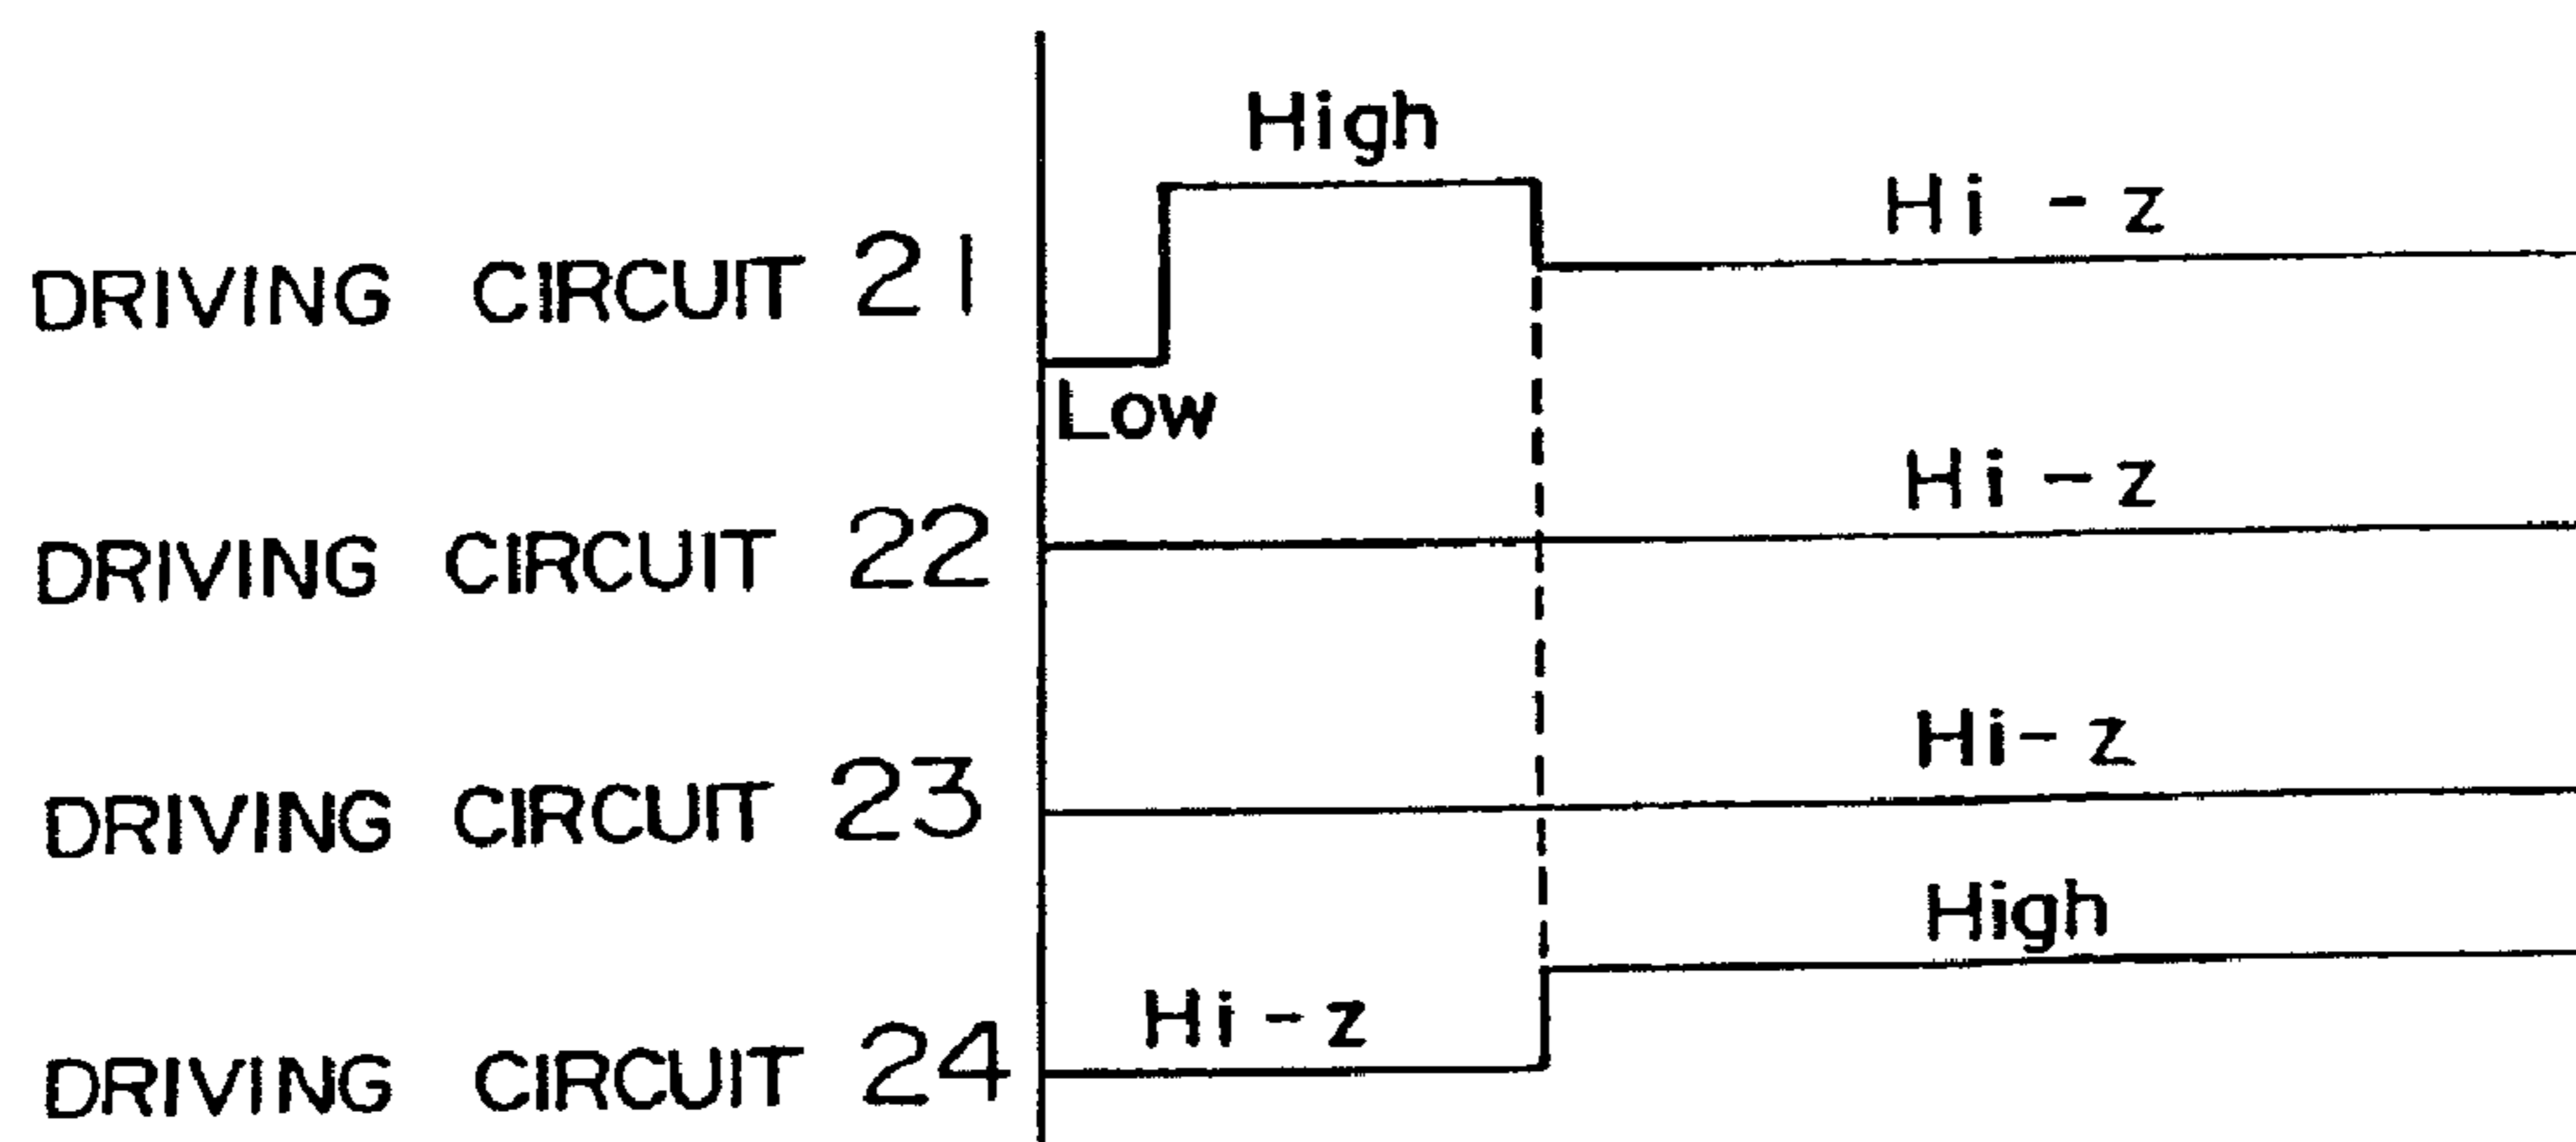 High
Hi-z
DRIVING CIRCUIT 21
Low
Hi-z
DRIVING CIRCUIT 22
Hi-z
DRIVING CIRCUIT 23
High
Hi-z
DRIVING CIRCUIT 24